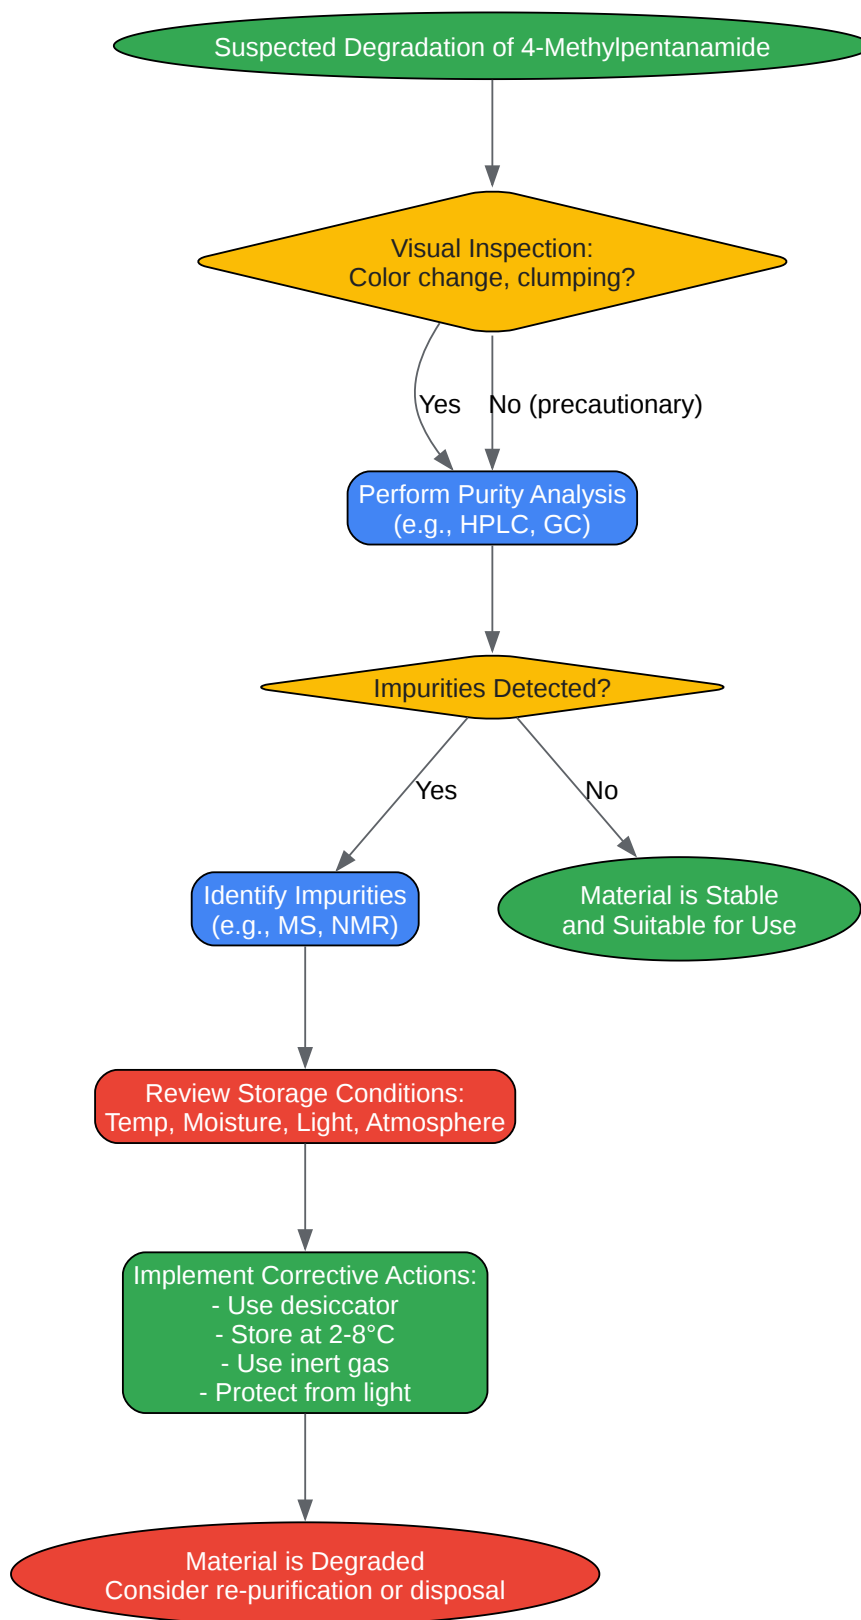 Suspected Degradation of 4-Methylpentanamide
Visual Inspection:
Color change, clumping?
Yes
No (precautionary)
Perform Purity Analysis
(e.g., HPLC, GC)
Impurities Detected?
Yes
No
Identify Impurities
(e.g., MS, NMR)
Material is Stable
and Suitable for Use
Review Storage Conditions:
Temp, Moisture, Light, Atmosphere
Implement Corrective Actions:
- Use desiccator
- Store at 2-8°C
- Use inert gas
- Protect from light
Material is Degraded
Consider re-purification or disposal